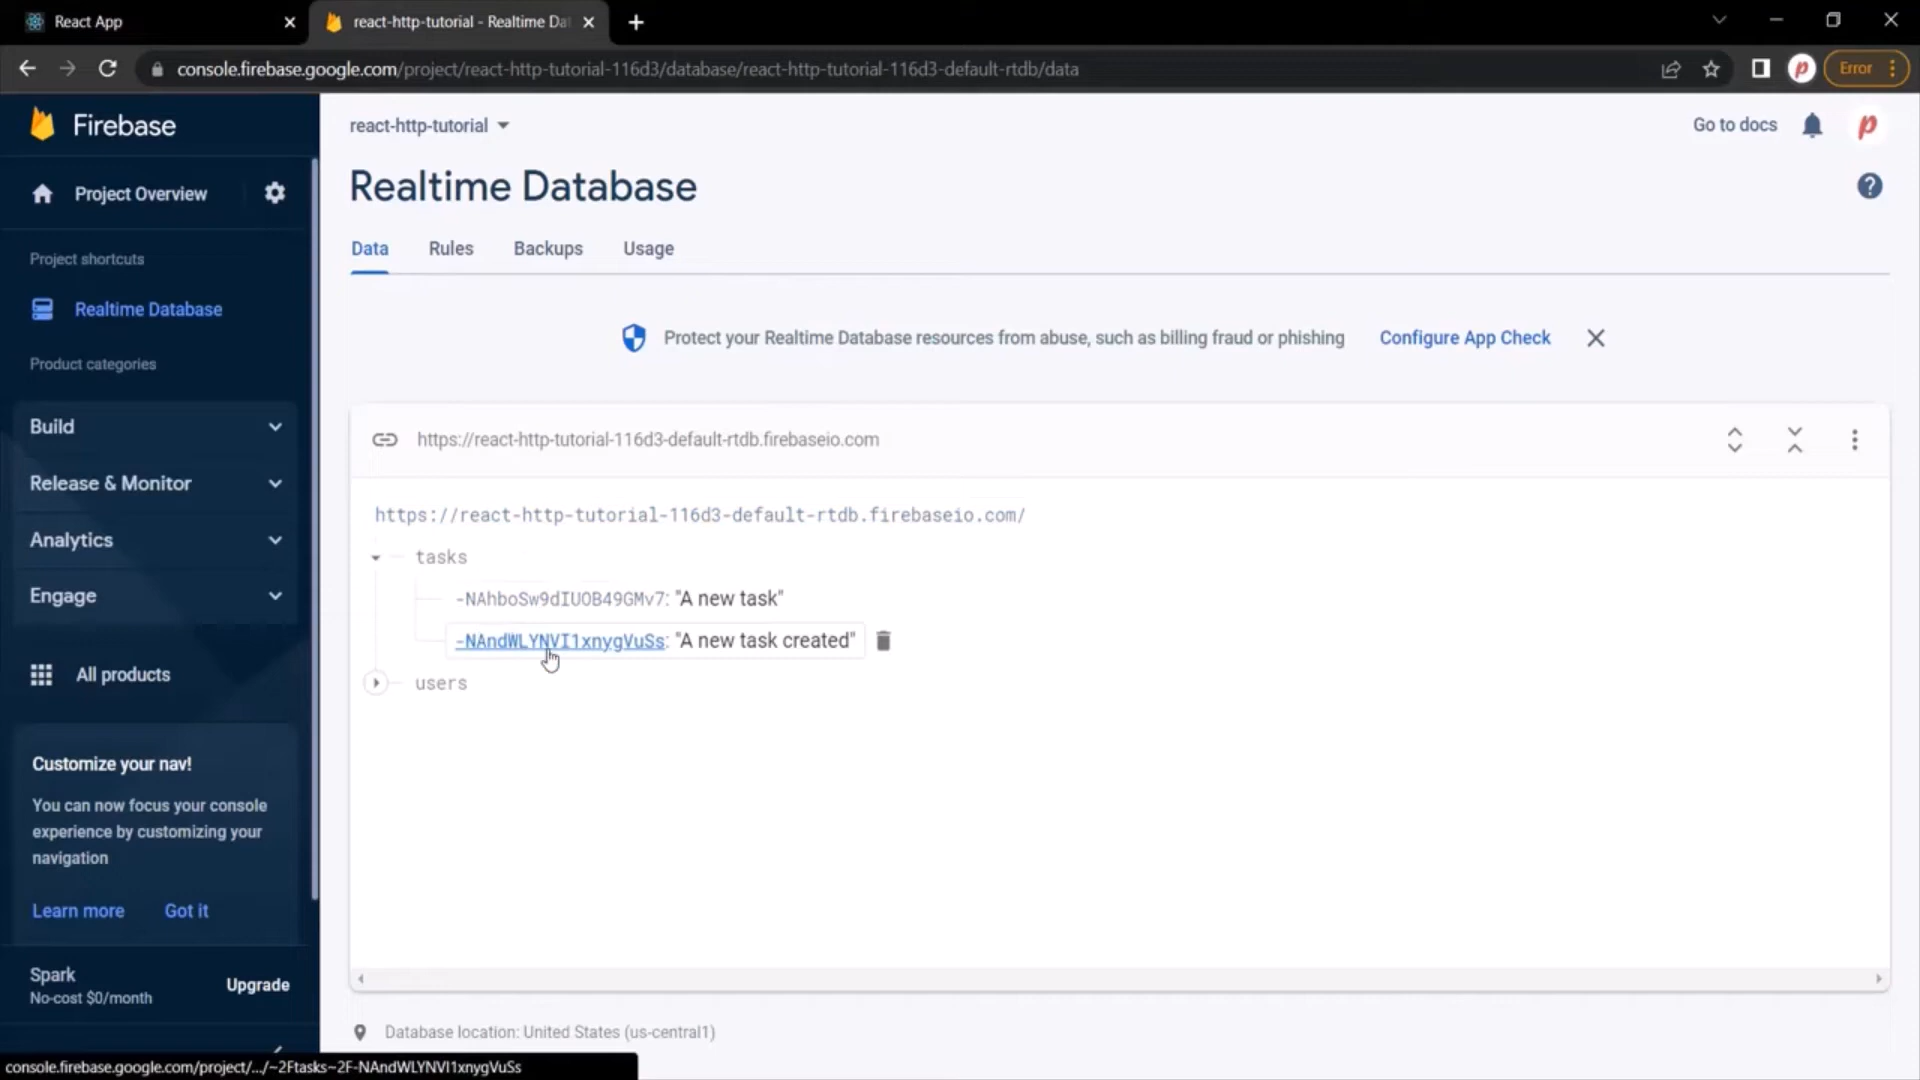 React App
react-http-tutorial - Realtime Da
console.firebase.google.com/project/react-http-tutorial-116d3/database/react-http-tutorial-116d3-default-rtdb/data
Error
Firebase
Project Overview
Project shortcuts
Realtime Database
Product categories
Build
Release & Monitor
Analytics
Engage
All products
Customize your nav!
You can now focus your console
experience by customizing your
navigation
Learn more
Got it
Spark
No-cost $0/month
Upgrade
react-http-tutorial
Go to docs
Realtime Database
Data
Rules
Backups
Usage
Protect your Realtime Database resources from abuse, such as billing fraud or phishing
Configure App Check
https://react-http-tutorial-116d3-default-rtdb.firebaseio.com
https://react-http-tutorial-116d3-default-rtdb.firebaseio.com/
tasks
-NAhboSw9dIUOB49GMv7: "A new task"
-NAndWLYNVI1xnygVuSs: "A new task created"
users
Database location: United States (us-central1)
console.firebase.google.com/project/.../~2Ftasks~2F-NAndWLYNVI1xnygVuSs